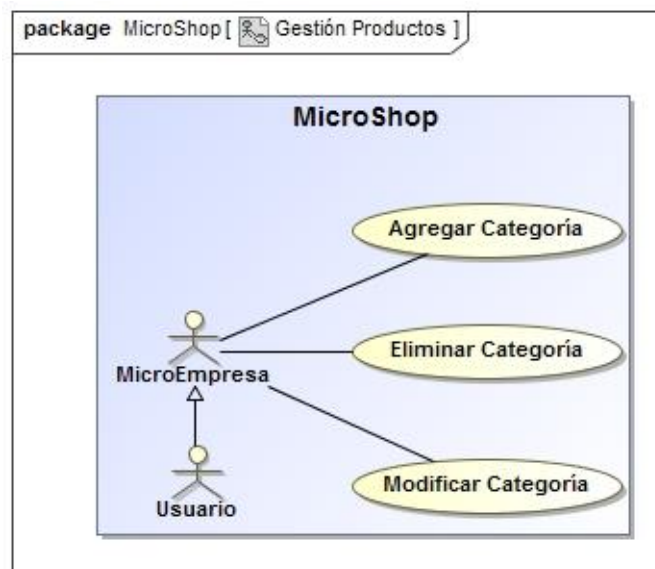 package MicroShop [ Gestión Productos ]
MicroShop
Agregar Categoría
Eliminar Categoría
MicroEmpresa
Modificar Categoría
Usuario